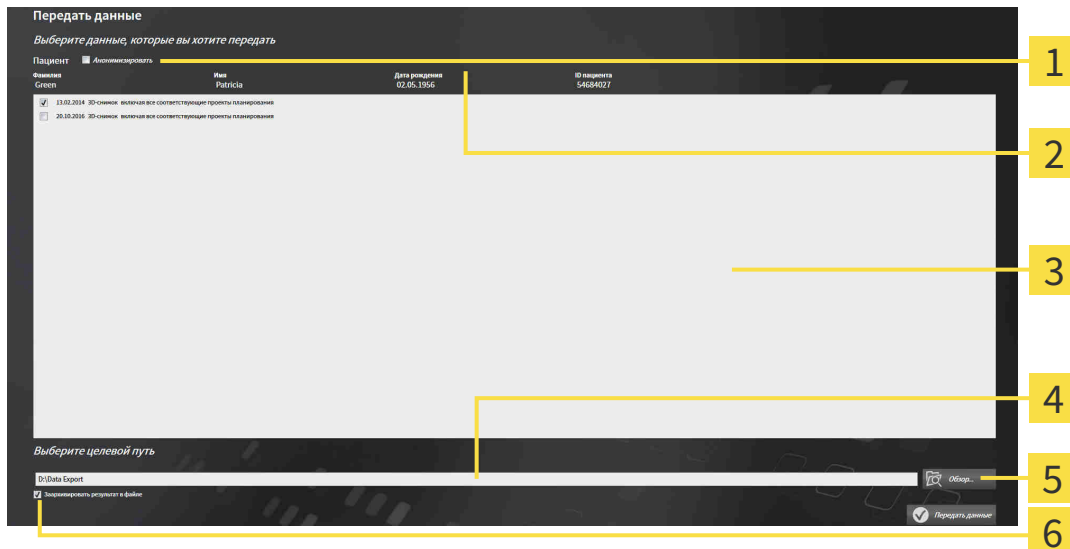 Передать данные
Выберите данные, которые вы хотите передать
Пациент Анонимизировать
Фамилия Имя Дата рождения ID пациента
Green Patricia 02.05.1956 54684027
13.02.2014 3D-снимок включая все соответствующие проекты планирования
20.10.2016 3D-снимок включая все соответствующие проекты планирования
Выберите целевой путь
D:\Data Export
Обзор...
Заархивировать результат в файле
Передать данные
1
2
3
4
5
6